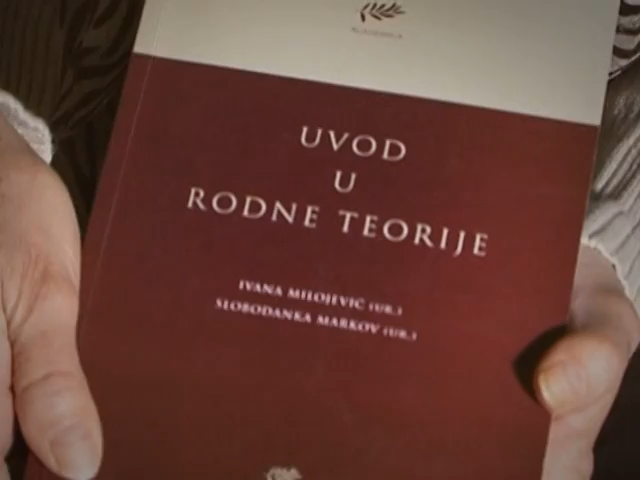 UVOD
U
RODNE TEORIJE
IVANA MILOJEVIĆ (UR.)
SLOBODANKA MARKOV (UR.)